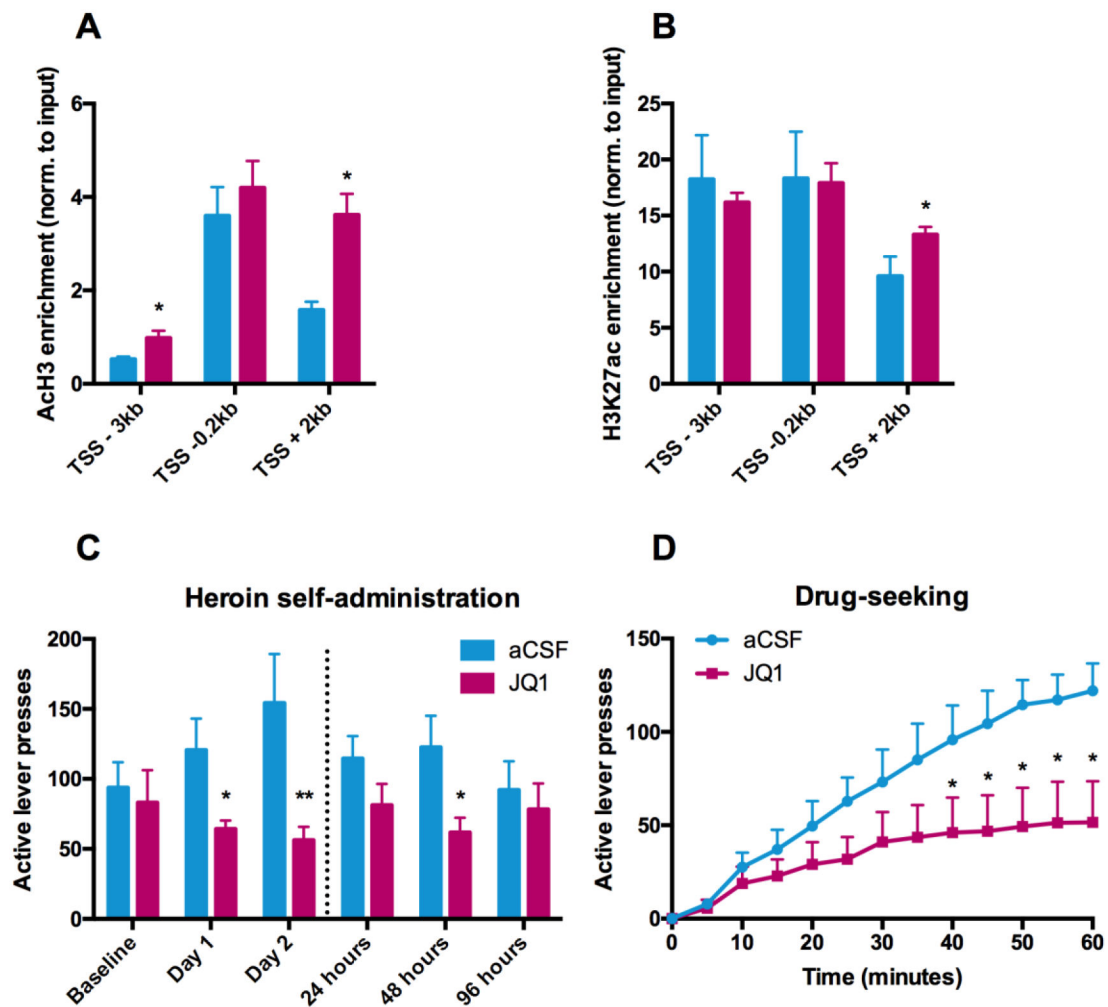 A
AcH3 enrichment (norm. to input)
6
4
2
0
*
*
TSS - 3kb
TSS -0.2kb
TSS + 2kb
B
H3K27ac enrichment (norm. to input)
25
20
15
10
5
0
*
TSS - 3kb
TSS -0.2kb
TSS + 2kb
C
Heroin self-administration
Active lever presses
200
150
100
50
0
aCSF
JQ1
*
**
*
Baseline
Day 1
Day 2
24 hours
48 hours
96 hours
D
Drug-seeking
Active lever presses
150
100
50
0
aCSF
JQ1
* * * * *
0 10 20 30 40 50 60
Time (minutes)